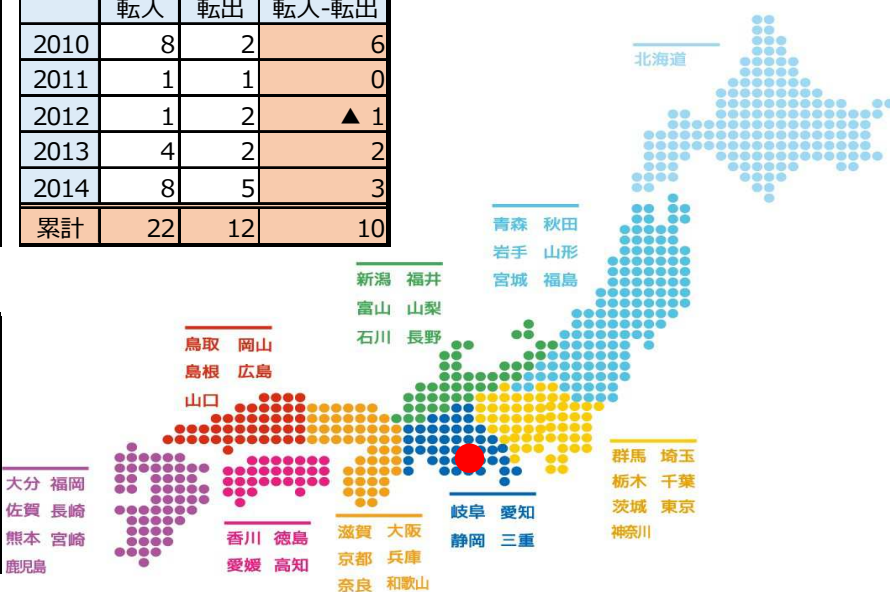 転入 転出 転入-転出
2010 8 2 6
2011 1 1 0
2012 1 2 ▲ 1
2013 4 2 2
2014 8 5 3
累計 22 12 10
北海道
青森 秋田
岩手 山形
宮城 福島
新潟 福井
富山 山梨
石川 長野
鳥取 岡山
島根 広島
山口
群馬 埼玉
栃木 千葉
茨城 東京
神奈川
大分 福岡
佐賀 長崎
熊本 宮崎
鹿児島
岐阜 愛知
静岡 三重
香川 徳島
愛媛 高知
滋賀 大阪
京都 兵庫
奈良 和歌山